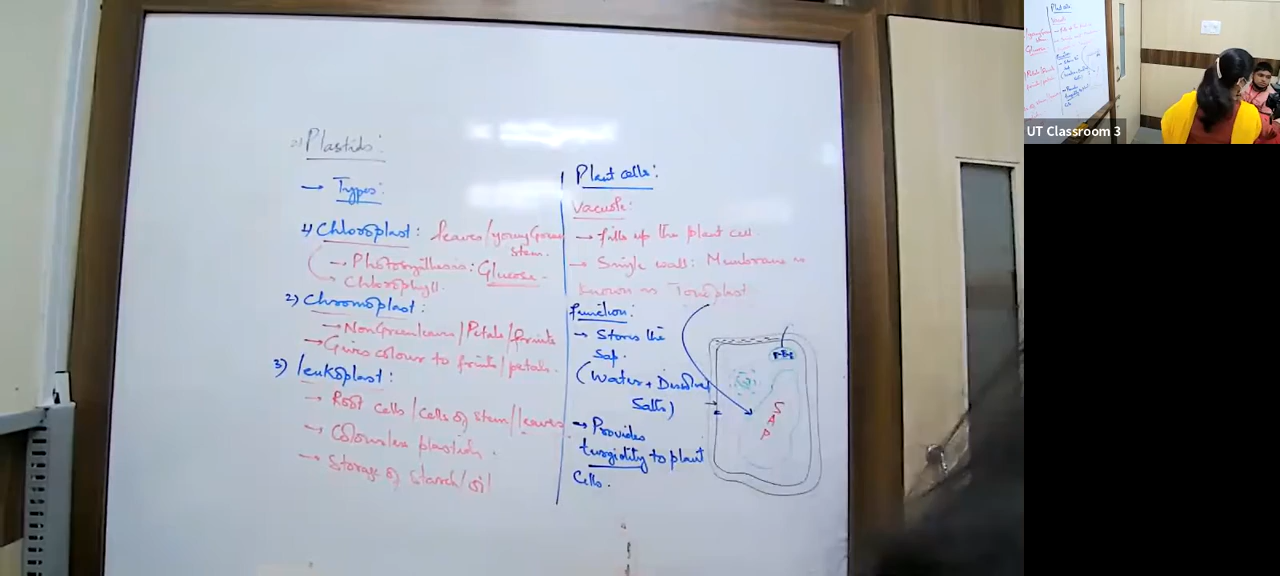 Plastids:
→ Types:
1) Chloroplast: leaves/young Green stem.
→ Photosynthesis: Glucose.
→ Chlorophyll.
2) Chromoplast:
→ Non Green leaves/Petals/fruits
→ Gives colour to fruits/petals.
3) leukoplast:
→ Root cells/cells of stem/leaves
→ Colourless plastids.
→ Storage of starch/oil
Plant cells:
Vacuole:
→ fills up the plant cell.
→ Single wall: Membrane is
known as Tonoplast
function:
→ Stores the
Sap.
(Water + Dissolved
Salts)
→ Provides
turgidity to plant
Cells.
SAP
UT Classroom 3